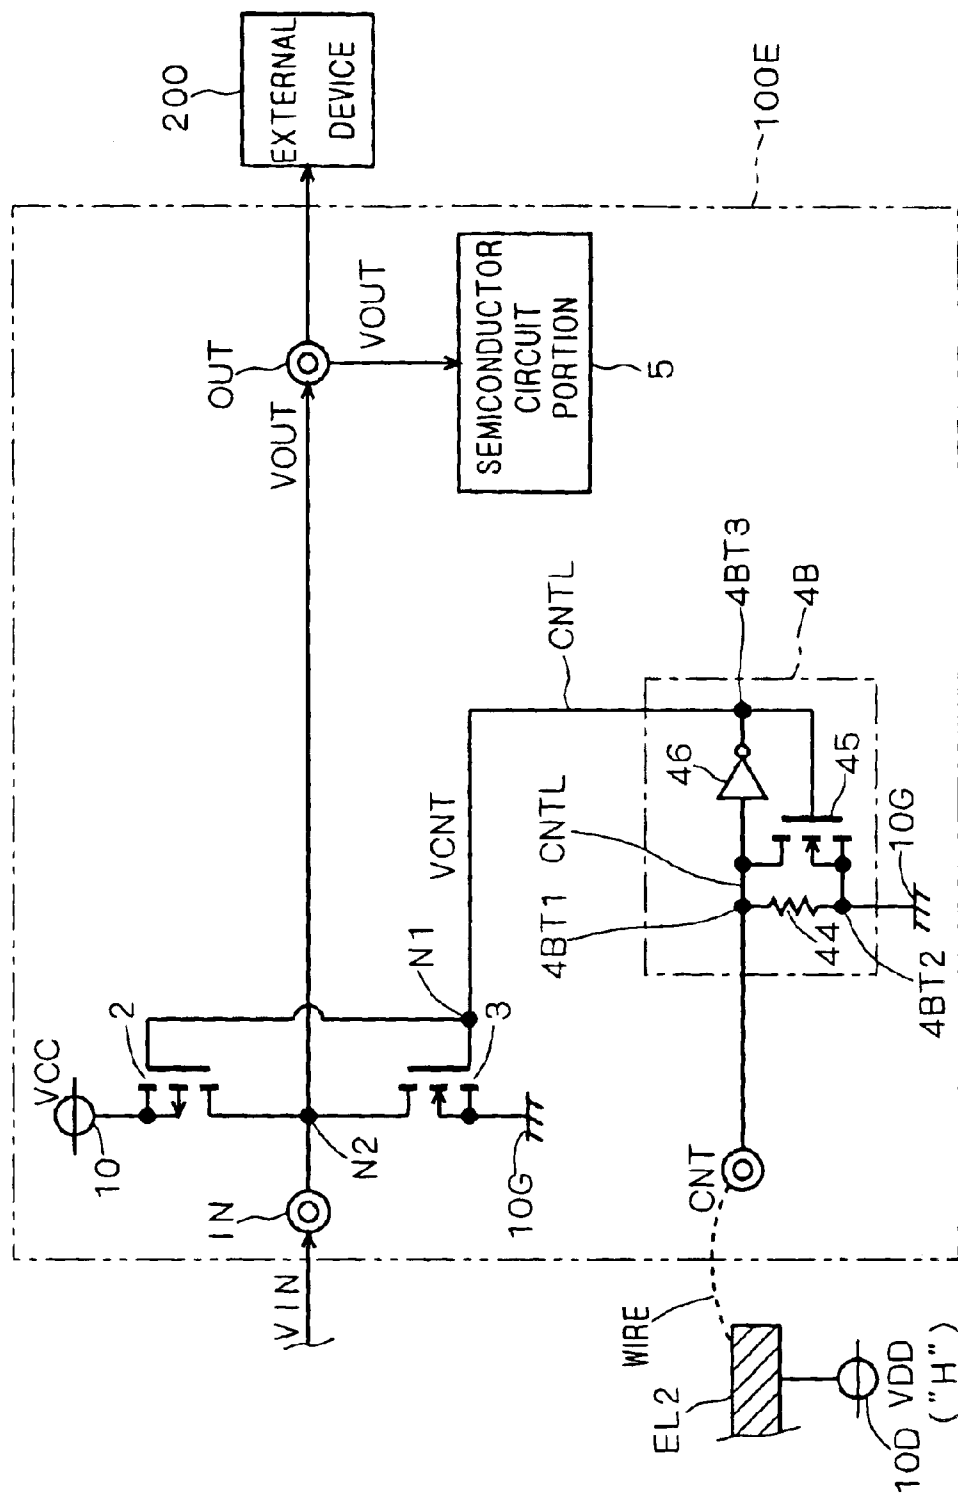 200
EXTERNAL
DEVICE
100E
OUT
VOUT
VOUT
SEMICONDUCTOR
CIRCUIT
PORTION
5
VCC
10
2
IN
VIN
N2
N1
3
10G
VCNT
CNTL
4BT3
4B
46
45
CNTL
4BT1
44
4BT2
10G
CNT
WIRE
EL2
10D
VDD
("H")